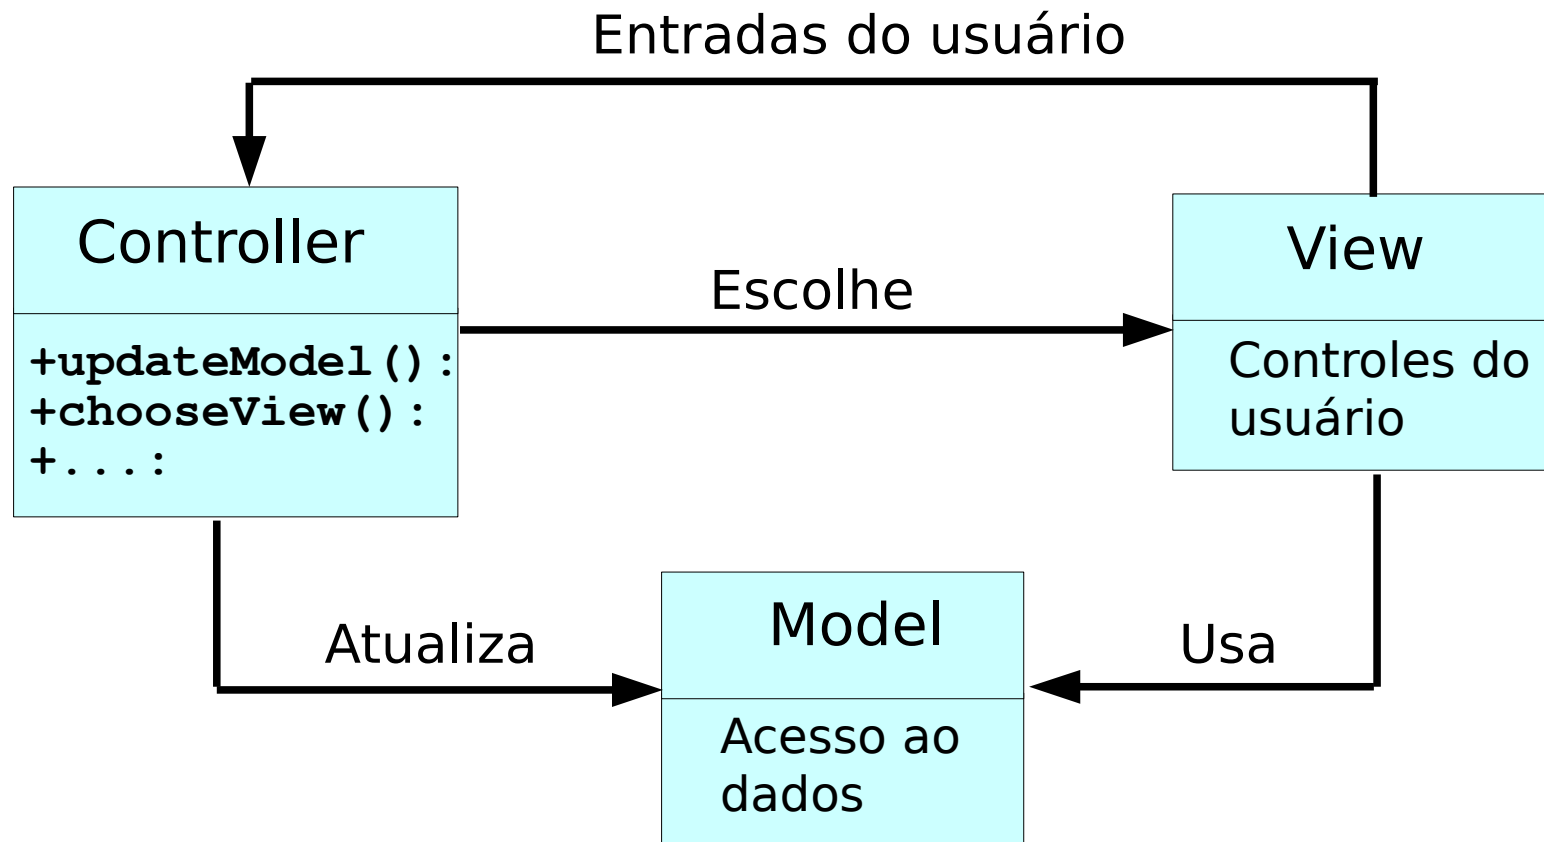 Entradas do usuário
Controller
+updateModel():
+chooseView():
+...:
Escolhe
View
Controles do
usuário
Atualiza
Model
Acesso ao
dados
Usa